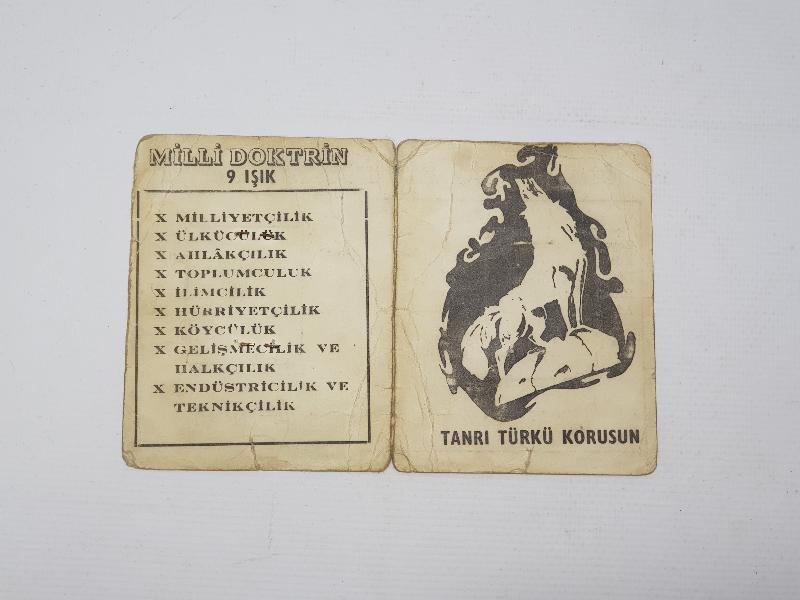 MİLLİ DOKTRİN
9 IŞIK
X MİLLİYETÇİLİK
X ÜLKÜCÜLÜK
X AHLÂKÇILIK
X TOPLUMCULUK
X İLİMCİLİK
X HÜRRİYETÇİLİK
X KÖYCÜLÜK
X GELİŞMECİLİK VE
HALKÇILIK
X ENDÜSTRİCİLİK VE
TEKNİKÇİLİK
TANRI TÜRKÜ KORUSUN